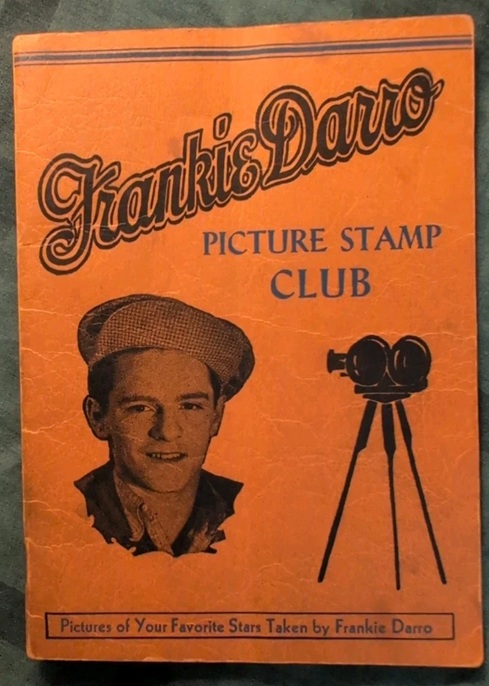 Frankie Darro
PICTURE STAMP
CLUB
Pictures of Your Favorite Stars Taken by Frankie Darro